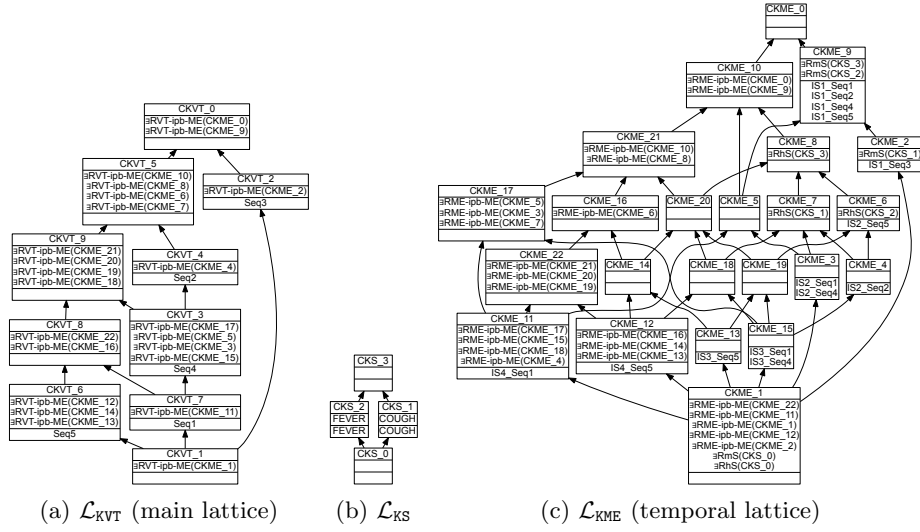 CKVT_0
∃RVT-ipb-ME(CKME_0)
∃RVT-ipb-ME(CKME_9)
CKVT_5
∃RVT-ipb-ME(CKME_10)
∃RVT-ipb-ME(CKME_8)
∃RVT-ipb-ME(CKME_6)
∃RVT-ipb-ME(CKME_7)
CKVT_2
∃RVT-ipb-ME(CKME_2)
Seq3
CKVT_9
∃RVT-ipb-ME(CKME_21)
∃RVT-ipb-ME(CKME_20)
∃RVT-ipb-ME(CKME_19)
∃RVT-ipb-ME(CKME_18)
CKVT_4
∃RVT-ipb-ME(CKME_4)
Seq2
CKVT_8
∃RVT-ipb-ME(CKME_22)
∃RVT-ipb-ME(CKME_16)
CKVT_3
∃RVT-ipb-ME(CKME_17)
∃RVT-ipb-ME(CKME_5)
∃RVT-ipb-ME(CKME_3)
∃RVT-ipb-ME(CKME_15)
Seq4
CKVT_6
∃RVT-ipb-ME(CKME_12)
∃RVT-ipb-ME(CKME_14)
∃RVT-ipb-ME(CKME_13)
Seq5
CKVT_7
∃RVT-ipb-ME(CKME_11)
Seq1
CKVT_1
∃RVT-ipb-ME(CKME_1)
(a) ℒKVT (main lattice)
CKS_3
CKS_2
FEVER
FEVER
CKS_1
COUGH
COUGH
CKS_0
(b) ℒKS
CKME_0
CKME_9
∃RmS(CKS_3)
∃RmS(CKS_2)
IS1_Seq1
IS1_Seq2
IS1_Seq4
IS1_Seq5
CKME_10
∃RME-ipb-ME(CKME_0)
∃RME-ipb-ME(CKME_9)
CKME_21
∃RME-ipb-ME(CKME_10)
∃RME-ipb-ME(CKME_8)
CKME_8
∃RhS(CKS_3)
CKME_2
∃RmS(CKS_1)
IS1_Seq3
CKME_17
∃RME-ipb-ME(CKME_5)
∃RME-ipb-ME(CKME_3)
∃RME-ipb-ME(CKME_7)
CKME_16
∃RME-ipb-ME(CKME_6)
CKME_20
CKME_5
CKME_7
∃RhS(CKS_1)
CKME_6
∃RhS(CKS_2)
IS2_Seq5
CKME_22
∃RME-ipb-ME(CKME_21)
∃RME-ipb-ME(CKME_20)
∃RME-ipb-ME(CKME_19)
CKME_14
CKME_18
CKME_19
CKME_3
IS2_Seq1
IS2_Seq4
CKME_4
IS2_Seq2
CKME_11
∃RME-ipb-ME(CKME_17)
∃RME-ipb-ME(CKME_15)
∃RME-ipb-ME(CKME_18)
∃RME-ipb-ME(CKME_4)
IS4_Seq1
CKME_12
∃RME-ipb-ME(CKME_16)
∃RME-ipb-ME(CKME_14)
∃RME-ipb-ME(CKME_13)
IS4_Seq5
CKME_13
IS3_Seq5
CKME_15
IS3_Seq1
IS3_Seq4
CKME_1
∃RME-ipb-ME(CKME_22)
∃RME-ipb-ME(CKME_11)
∃RME-ipb-ME(CKME_1)
∃RME-ipb-ME(CKME_12)
∃RME-ipb-ME(CKME_2)
∃RmS(CKS_0)
∃RhS(CKS_0)
(c) ℒKME (temporal lattice)